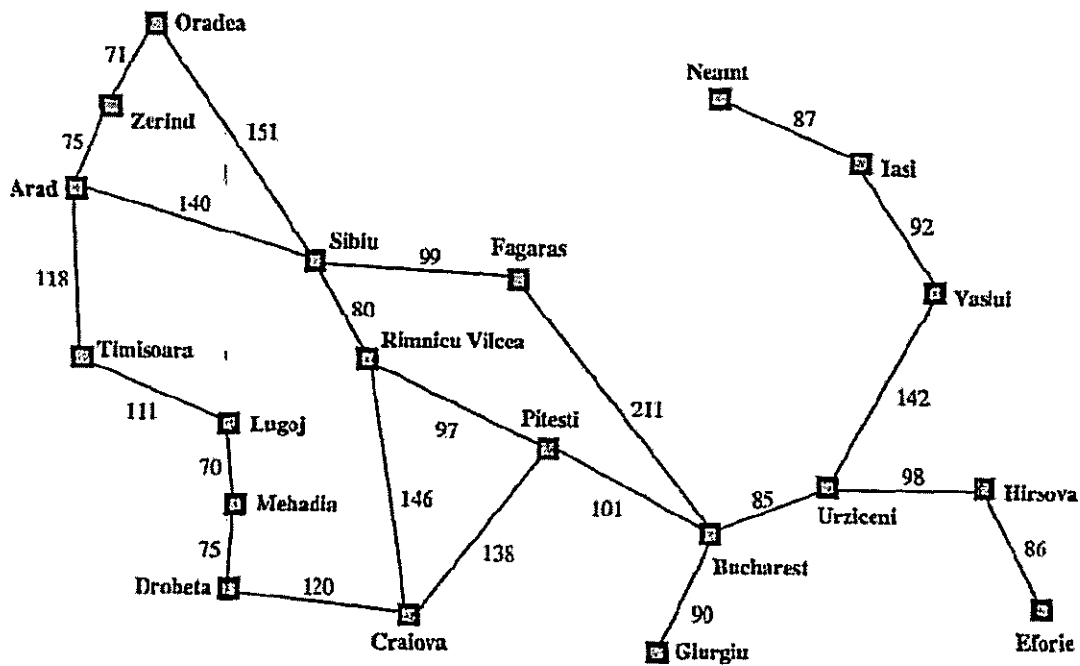 Oradea
71
Neamt
Zerind
87
75
151
Iasi
Arad
140
92
Sibiu
Fagaras
99
118
Vaslui
80
Timisoara
Rimnicu Vilcea
142
111
211
Lugoj
97
Pitesti
70
98
Mehadia
146
101
85
Hirsova
Urziceni
75
138
86
Bucharest
Drobeta
120
90
Craiova
Giurgiu
Eforie